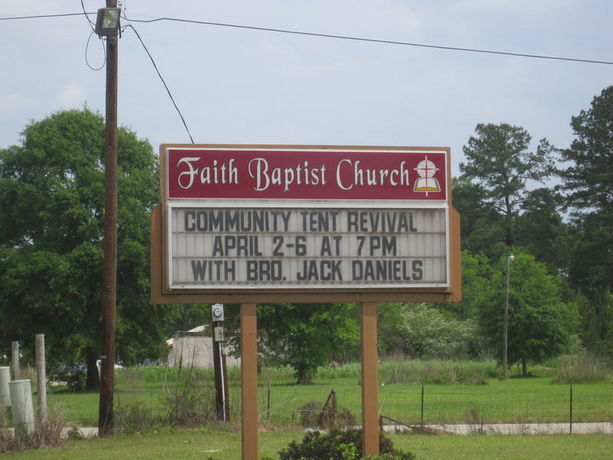 Faith Baptist Church
COMMUNITY TENT REVIVAL
APRIL 2-6 AT 7PM
WITH BRO. JACK DANIELS